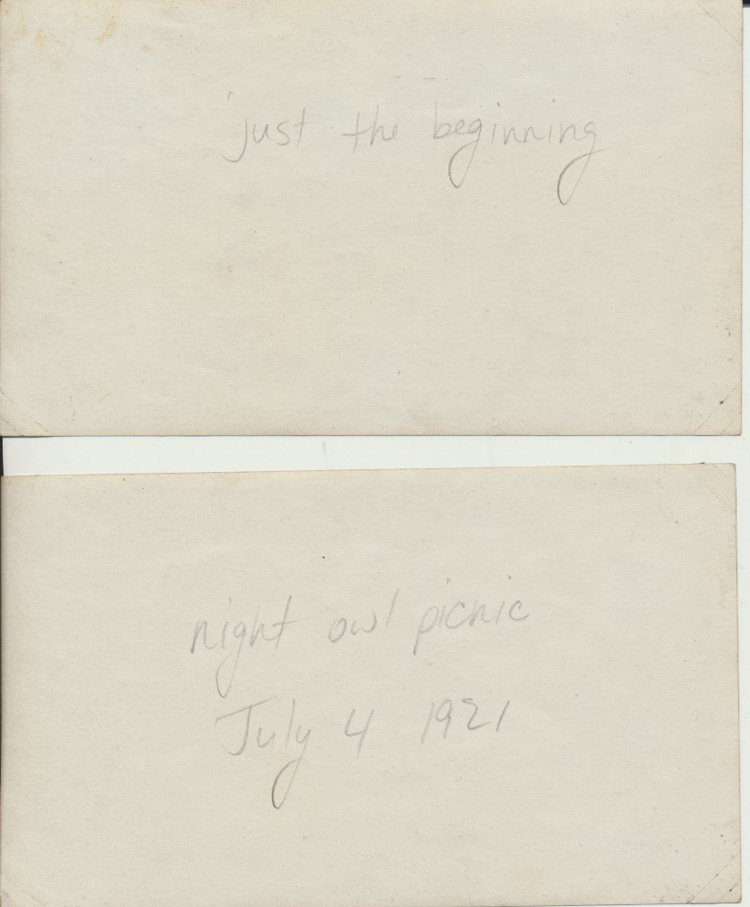 just the beginning
night owl picnic
July 4 1921